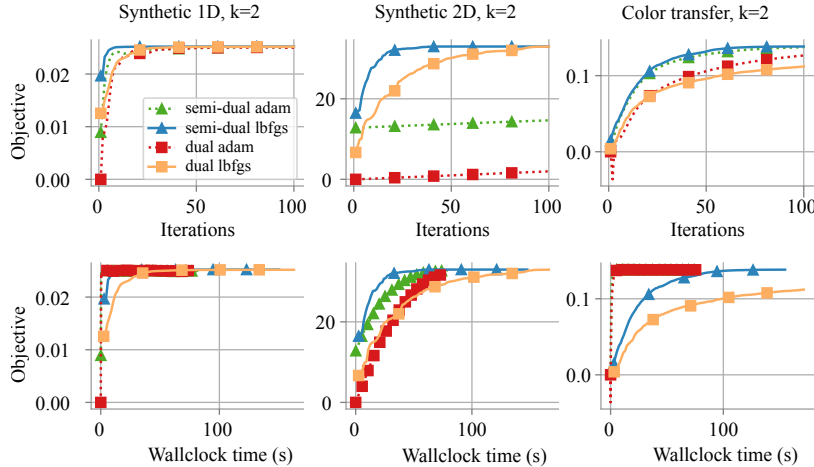 Synthetic 1D, k=2
Synthetic 2D, k=2
Color transfer, k=2
Objective
0.02
0.01
0.00
semi-dual adam
semi-dual lbfgs
dual adam
dual lbfgs
0 50 100
Iterations
20
0
0 50 100
Iterations
0.1
0.0
0 50 100
Iterations
Objective
0.02
0.01
0.00
0 100
Wallclock time (s)
20
0
0 100
Wallclock time (s)
0.1
0.0
0 100
Wallclock time (s)